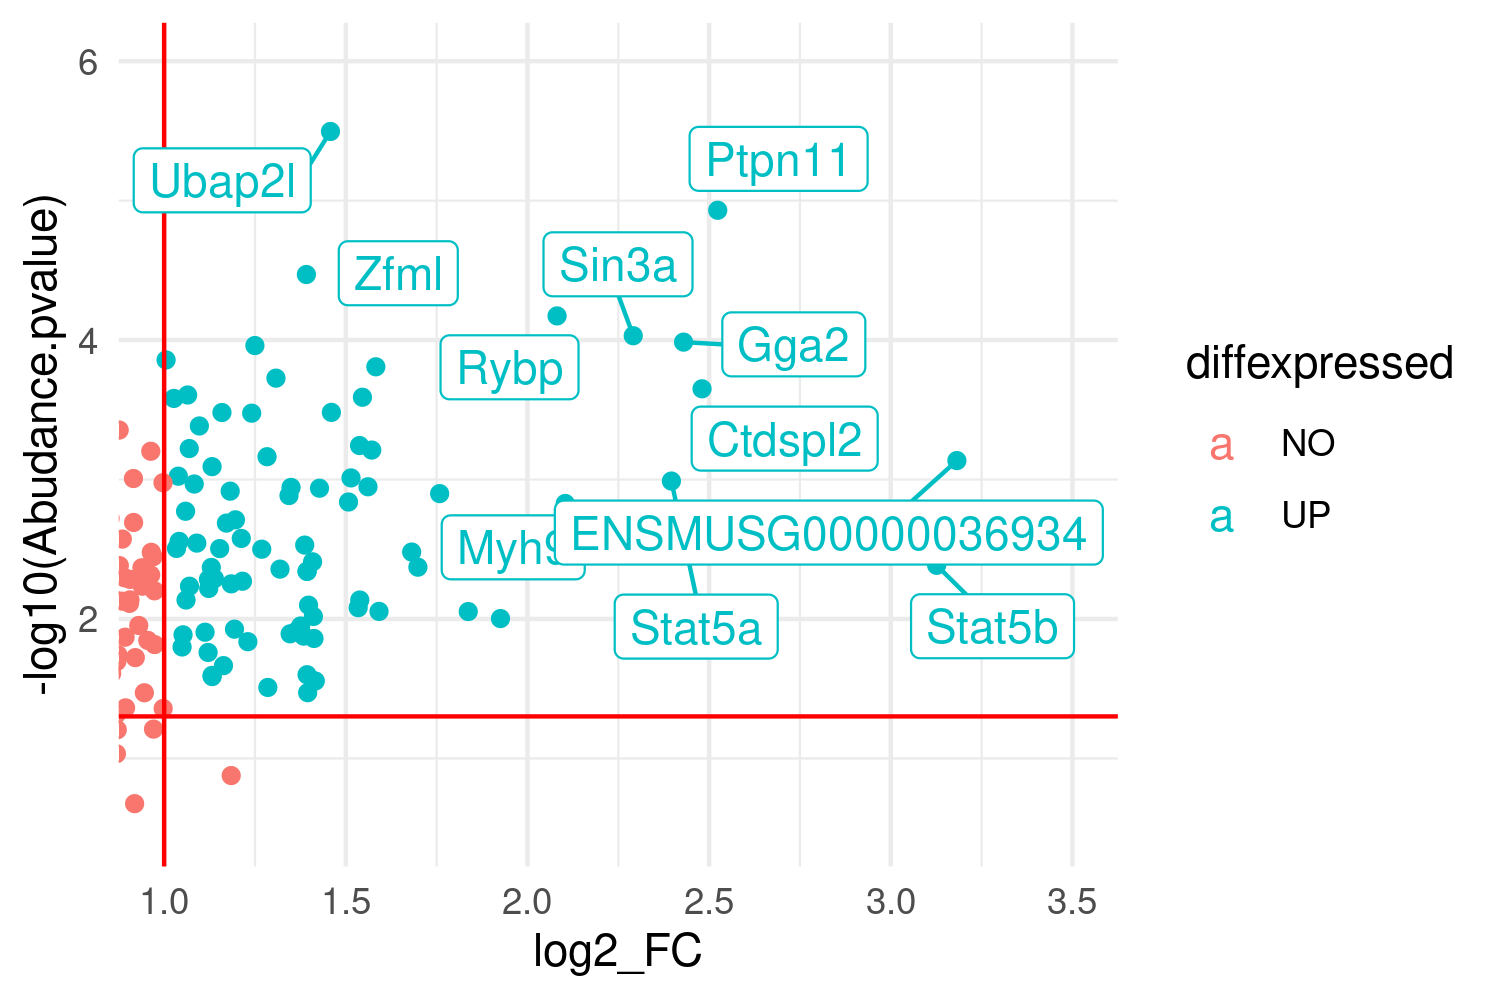 6
4
2
-log10(Abudance.pvalue)
Ubap2l
Ptpn11
Zfml
Sin3a
Gga2
Rybp
Ctdspl2
ENSMUSG00000036934
Stat5a
Stat5b
1.0
1.5
2.0
2.5
3.0
3.5
log2_FC
diffexpressed
a NO
a UP